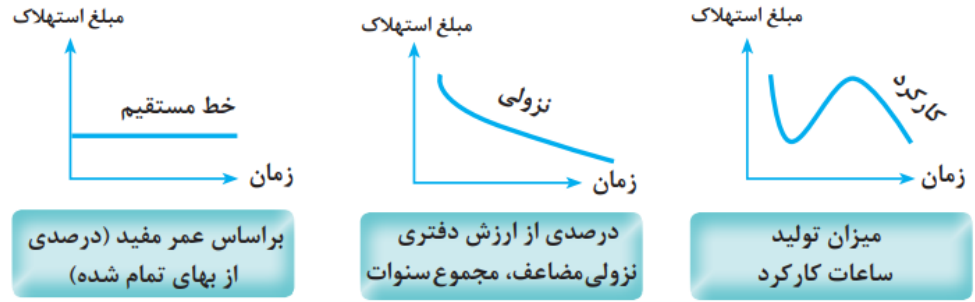 مبلغ استهلاک
کارکرد
زمان
میزان تولید
ساعات کارکرد
مبلغ استهلاک
نزولی
زمان
درصدی از ارزش دفتری
نزولی مضاعف، مجموع سنوات
مبلغ استهلاک
خط مستقیم
زمان
براساس عمر مفید (درصدی
از بهای تمام شده)